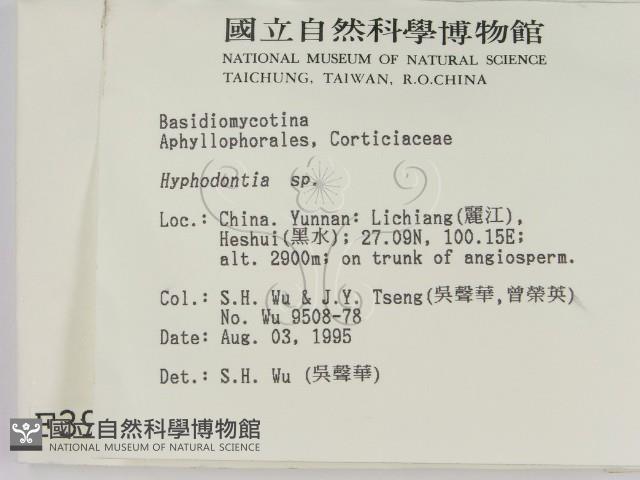 國立自然科學博物館
NATIONAL MUSEUM OF NATURAL SCIENCE
TAICHUNG, TAIWAN, R.O.CHINA
Basidiomycotina
Aphyllophorales, Corticiaceae
Hyphodontia sp.
Loc.: China. Yunnan: Lichiang(麗江),
Heshui(黑水); 27.09N, 100.15E;
alt. 2900m; on trunk of angiosperm.
Col.: S.H. Wu & J.Y. Tseng(吳聲華,曾榮英)
No. Wu 9508-78
Date: Aug. 03, 1995
Det.: S.H. Wu (吳聲華)
國立自然科學博物館
NATIONAL MUSEUM OF NATURAL SCIENCE